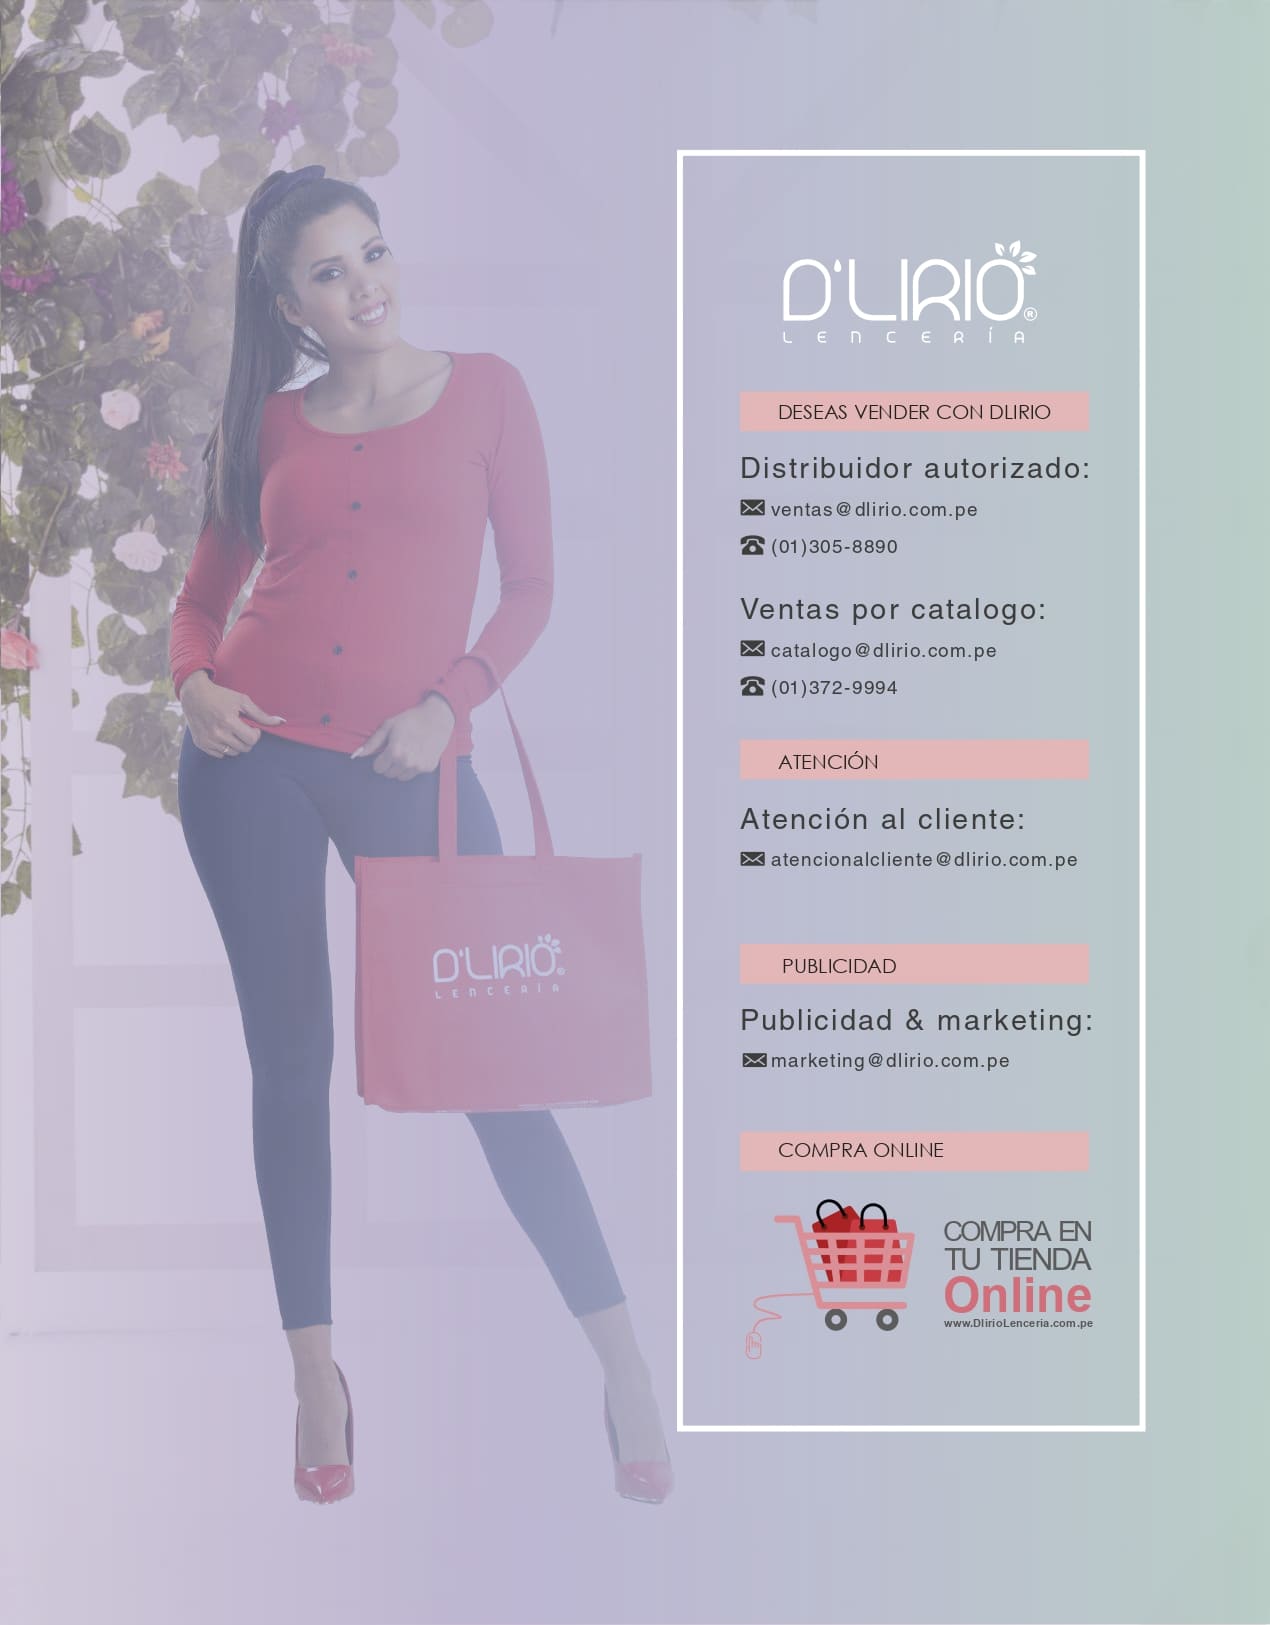 D'LIRIO®
LENCERÍA
DESEAS VENDER CON DLIRIO
Distribuidor autorizado:
ventas@dlirio.com.pe
(01)305-8890
Ventas por catalogo:
catalogo@dlirio.com.pe
(01)372-9994
ATENCIÓN
Atención al cliente:
atencionalcliente@dlirio.com.pe
PUBLICIDAD
Publicidad & marketing:
marketing@dlirio.com.pe
COMPRA ONLINE
COMPRA EN
TU TIENDA
Online
www.DlirioLenceria.com.pe
D'LIRIO®
LENCERÍA